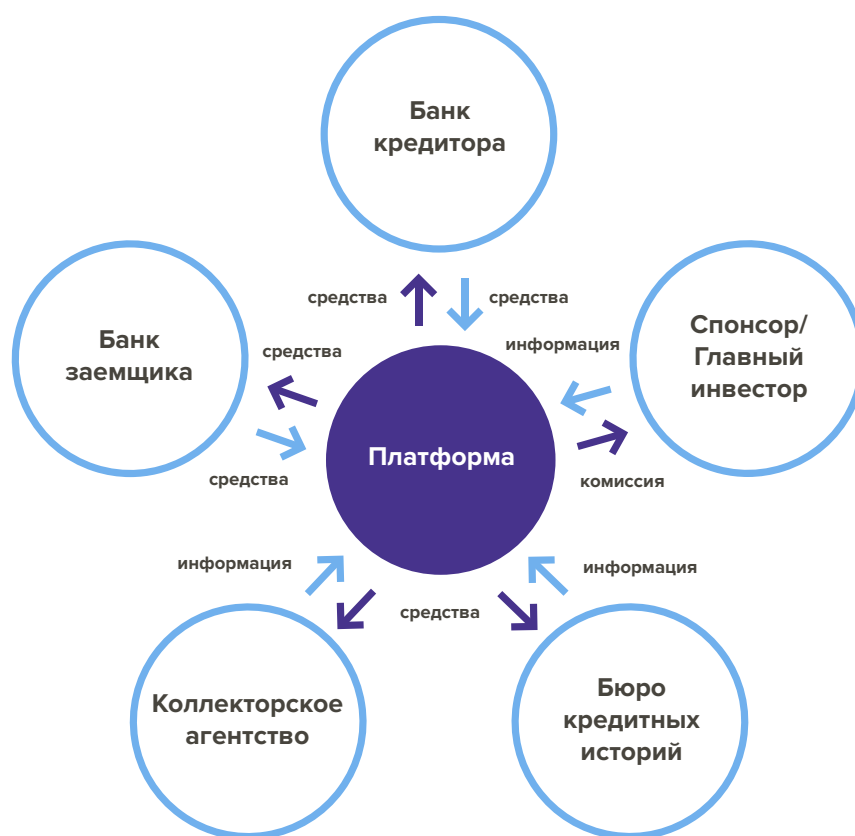 Банк
кредитора
средства
средства
Банк
заемщика
средства
информация
Спонсор/
Главный
инвестор
Платформа
средства
комиссия
информация
средства
информация
Коллекторское
агентство
Бюро
кредитных
историй